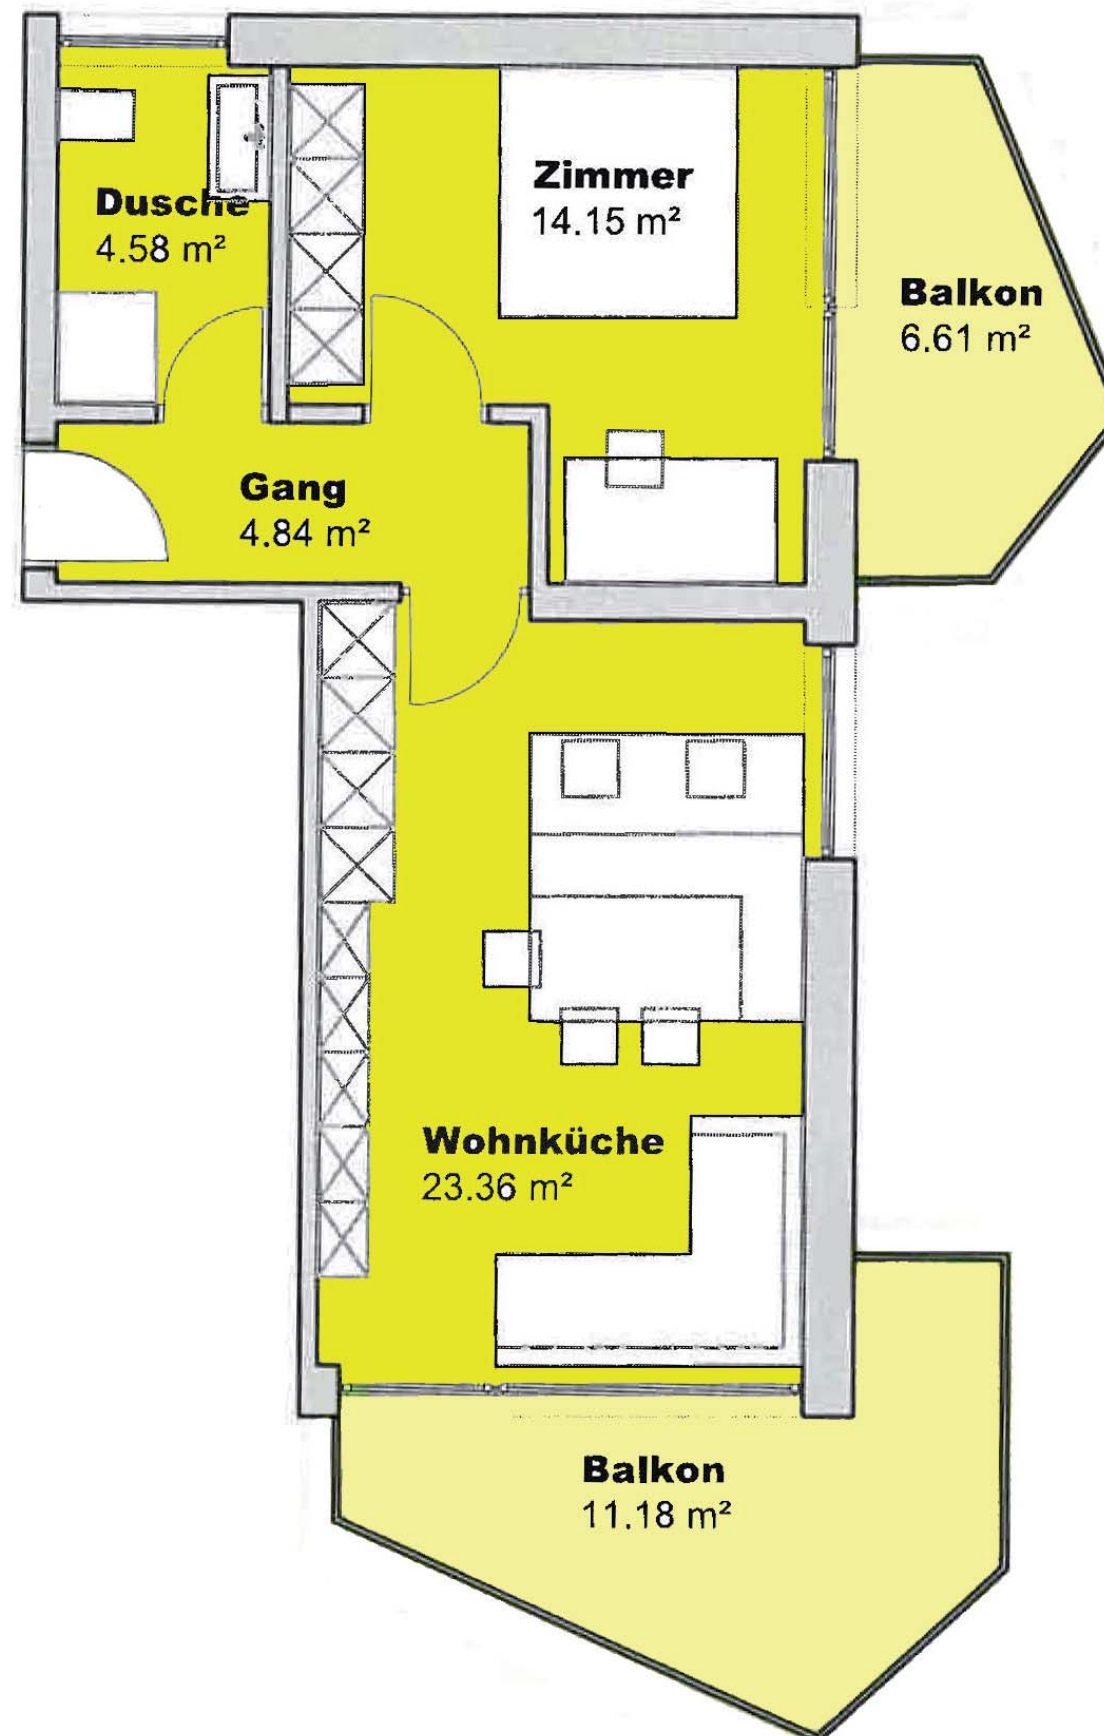 Dusche
4.58 m²
Zimmer
14.15 m²
Balkon
6.61 m²
Gang
4.84 m²
Wohnküche
23.36 m²
Balkon
11.18 m²